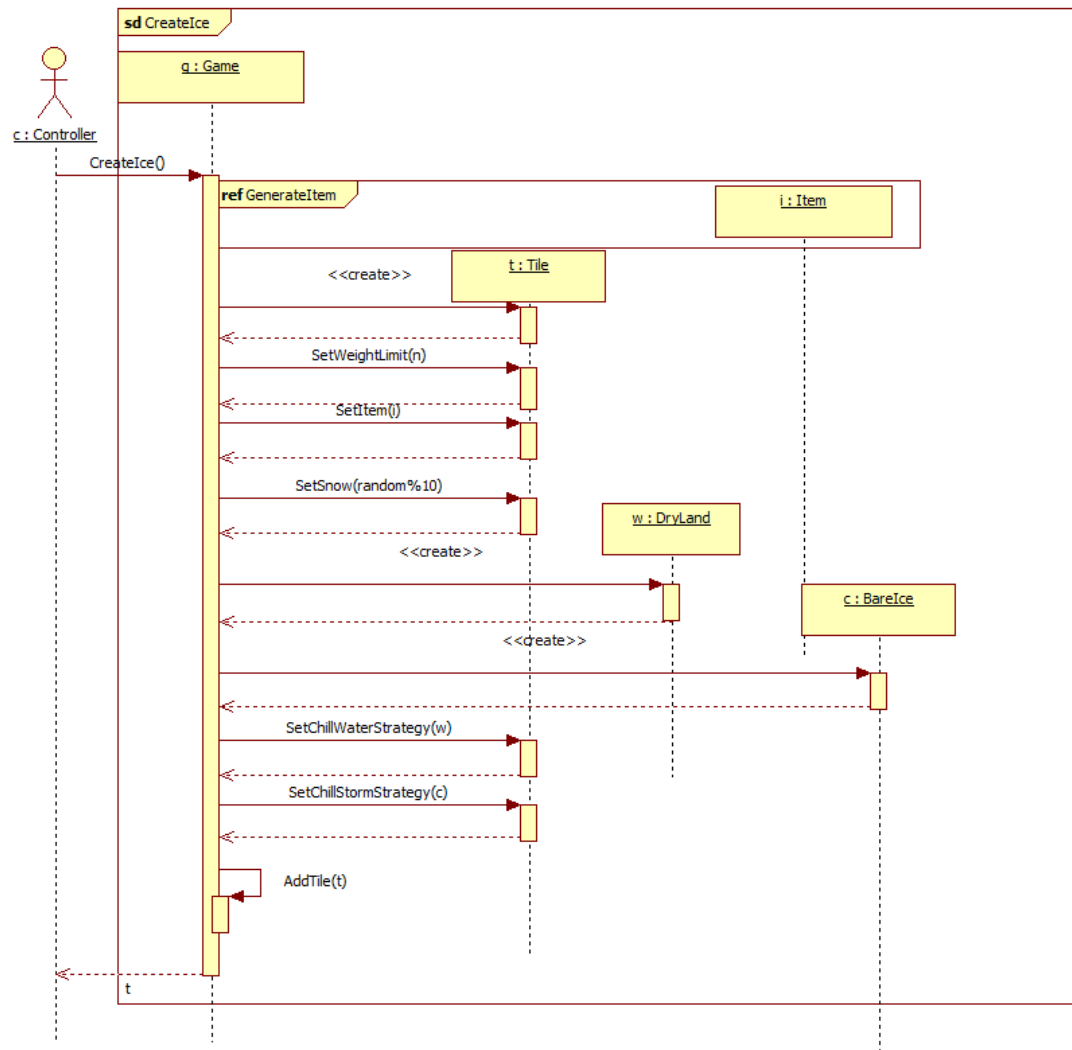 sd CreateIce
g : Game
c : Controller
CreateIce()
ref GenerateItem
i : Item
t : Tile
<<create>>
SetWeightLimit(n)
SetItem(i)
SetSnow(random%10)
w : DryLand
<<create>>
c : BareIce
<<create>>
SetChillWaterStrategy(w)
SetChillStormStrategy(c)
AddTile(t)
t